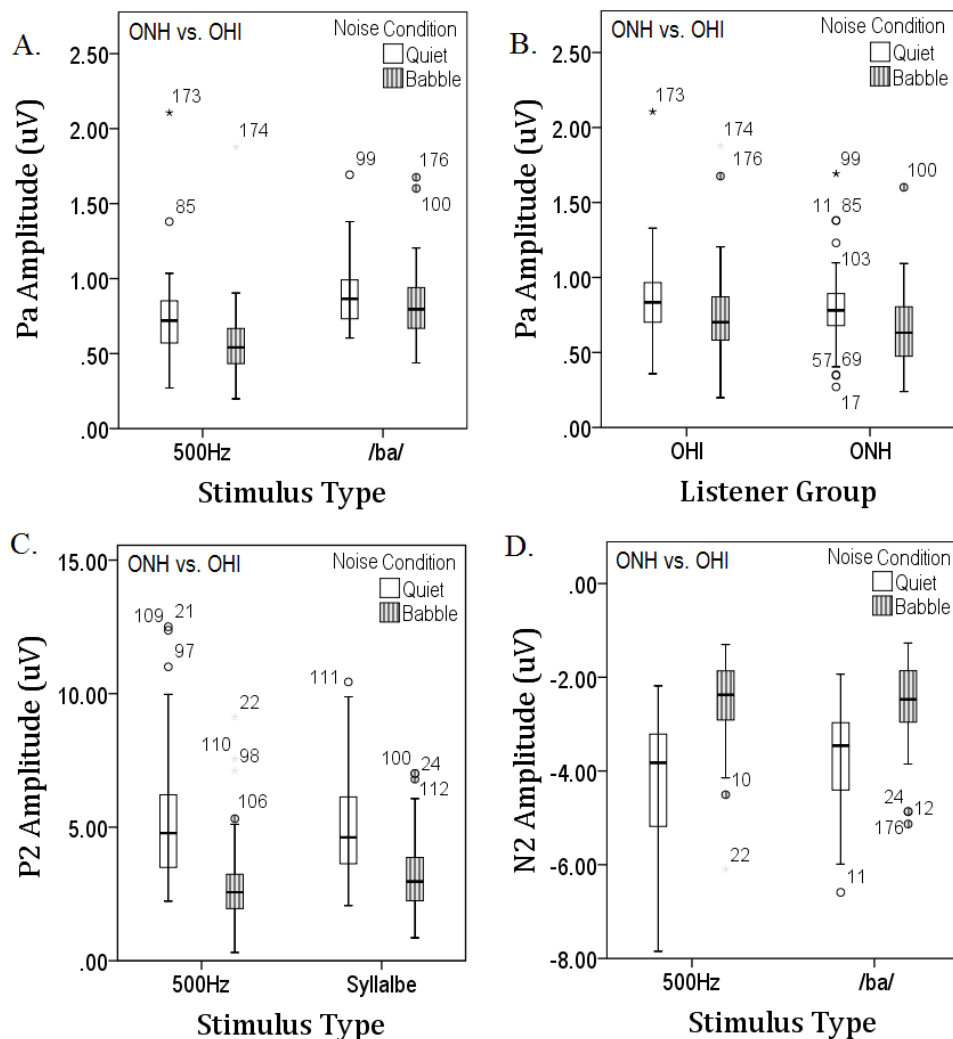 A.
ONH vs. OHI
Noise Condition
Quiet
Babble
Pa Amplitude (uV)
2.50
2.00
1.50
1.00
.50
.00
173
174
85
99
176
100
500Hz
/ba/
Stimulus Type
B.
ONH vs. OHI
Noise Condition
Quiet
Babble
Pa Amplitude (uV)
2.50
2.00
1.50
1.00
.50
.00
173
174
176
99
11 85
103
100
57 69
17
OHI
ONH
Listener Group
C.
ONH vs. OHI
Noise Condition
Quiet
Babble
P2 Amplitude (uV)
15.00
10.00
5.00
.00
109 21
97
22
110 98
106
111
100 24
112
500Hz
Syllalbe
Stimulus Type
D.
ONH vs. OHI
Noise Condition
Quiet
Babble
N2 Amplitude (uV)
.00
-2.00
-4.00
-6.00
-8.00
10
22
24 12
176
11
500Hz
/ba/
Stimulus Type